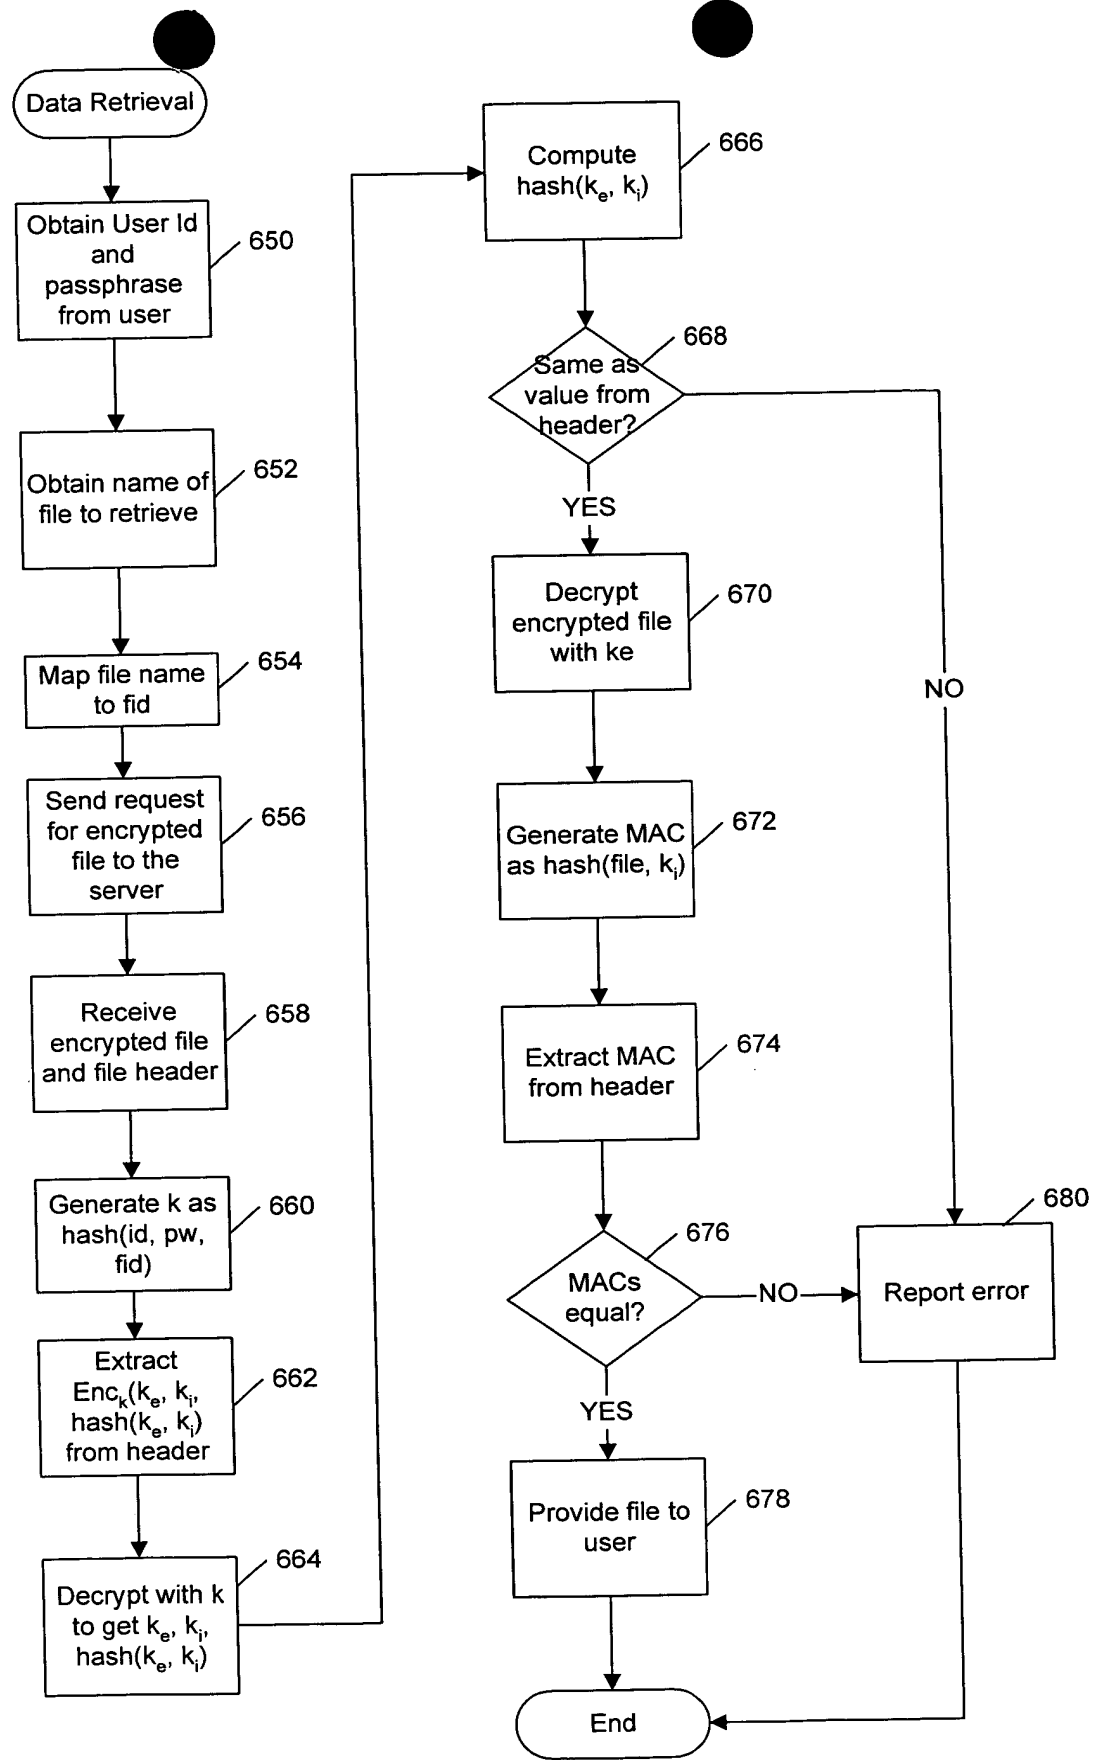 Data Retrieval
Obtain User Id
and
passphrase
from user
650
Obtain name of
file to retrieve
652
Map file name
to fid
654
Send request
for encrypted
file to the
server
656
Receive
encrypted file
and file header
658
Generate k as
hash(id, pw,
fid)
660
Extract
Enck(ke, ki,
hash(ke, ki)
from header
662
Decrypt with k
to get ke, ki,
hash(ke, ki)
664
Compute
hash(ke, ki)
666
Same as
value from
header?
668
YES
NO
Decrypt
encrypted file
with ke
670
Generate MAC
as hash(file, ki)
672
Extract MAC
from header
674
MACs
equal?
676
NO
YES
Report error
680
Provide file to
user
678
End